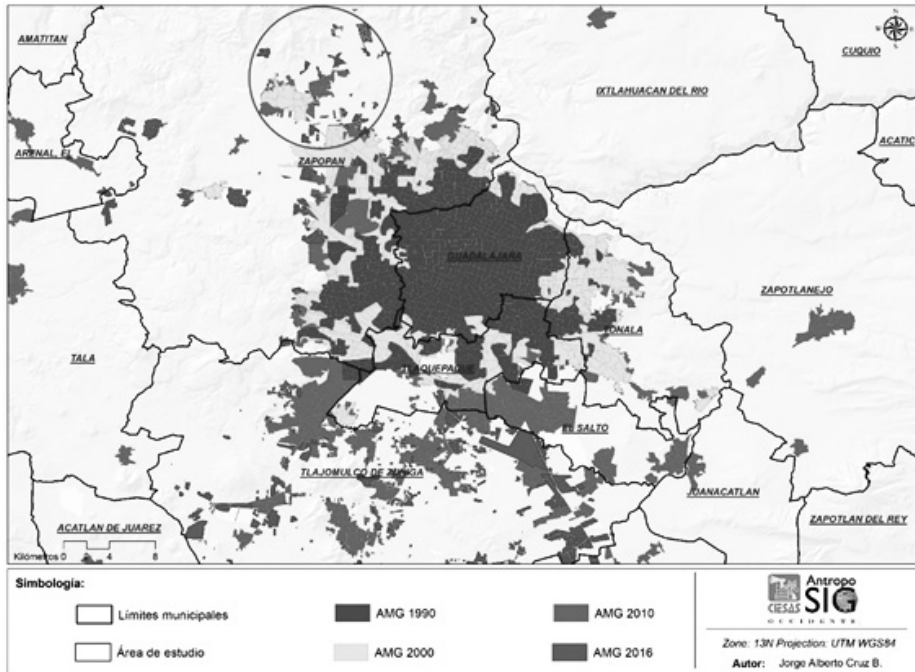 AMATITAN
CUQUIO
IXTLAHUACAN DEL RIO
ACATIC
ARENAL, EL
ZAPOPAN
GUADALAJARA
ZAPOTLANEJO
TONALA
TALA
TLAQUEPAQUE
EL SALTO
TLAJOMULCO DE ZUÑIGA
JUANACATLAN
ACATLAN DE JUAREZ
ZAPOTLAN DEL REY
Kilómetros 0 2 4 8
Simbología:
Límites municipales
AMG 1990
AMG 2010
Área de estudio
AMG 2000
AMG 2016
Antropo
CIESAS SIG
OCCIDENTE
Zone: 13N Projection: UTM WGS84
Autor: Jorge Alberto Cruz B.